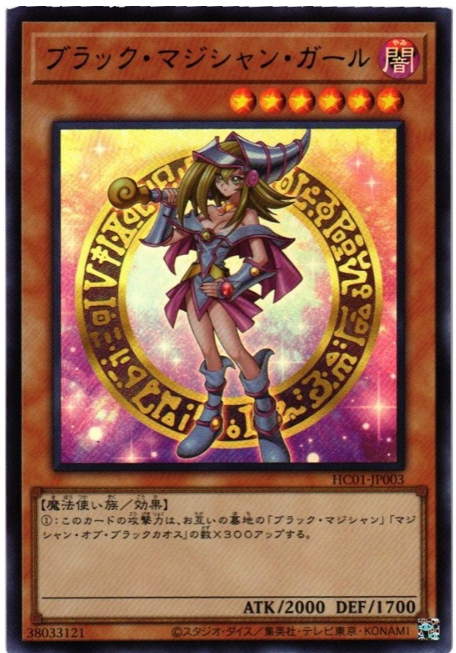 ブラック・マジシャン・ガール
やみ
闇
HC01-JP003
【魔法使い族／効果】
①：このカードの攻撃力は、お互いの墓地の「ブラック・マジシャン」「マジ
シャン・オブ・ブラックカオス」の数×３００アップする。
ATK/2000 DEF/1700
38033121
©スタジオ・ダイス／集英社・テレビ東京・KONAMI